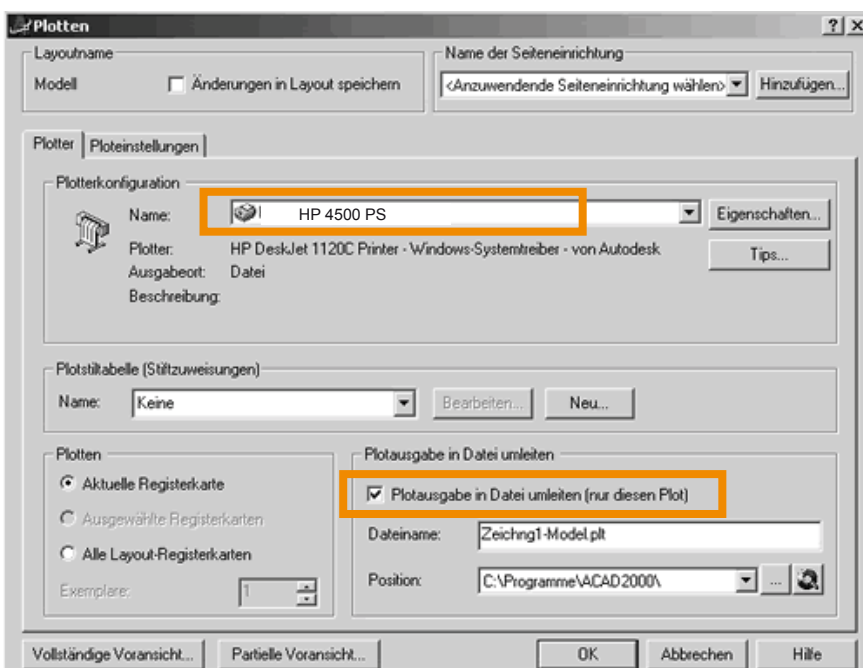 Plotten
Layoutname
Modell
Änderungen in Layout speichern
Name der Seiteneinrichtung
<Anzuwendende Seiteneinrichtung wählen>
Hinzufügen...
Plotter
Ploteinstellungen
Plotterkonfiguration
Name:
HP 4500 PS
Eigenschaften...
Plotter:
HP DeskJet 1120C Printer - Windows-Systemtreiber - von Autodesk
Tips...
Ausgabeort:
Datei
Beschreibung:
Plotstiltabelle (Stiftzuweisungen)
Name:
Keine
Bearbeiten...
Neu...
Plotten
Aktuelle Registerkarte
Ausgewählte Registerkarten
Alle Layout-Registerkarten
Exemplare:
1
Plotausgabe in Datei umleiten
Plotausgabe in Datei umleiten (nur diesen Plot)
Dateiname:
Zeichng1-Model.plt
Position:
C:\Programme\ACAD2000\
...
Vollständige Voransicht...
Partielle Voransicht...
OK
Abbrechen
Hilfe